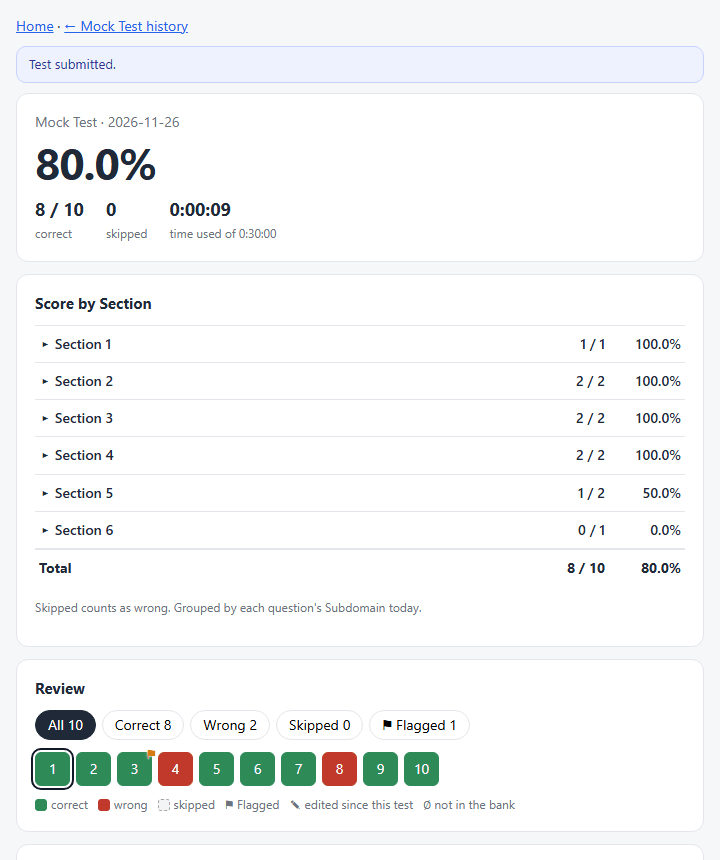 Home · ← Mock Test history
Test submitted.
Mock Test · 2026-11-26
80.0%
8 / 10 0 0:00:09
correct skipped time used of 0:30:00
Score by Section
▸ Section 1 1 / 1 100.0%
▸ Section 2 2 / 2 100.0%
▸ Section 3 2 / 2 100.0%
▸ Section 4 2 / 2 100.0%
▸ Section 5 1 / 2 50.0%
▸ Section 6 0 / 1 0.0%
Total 8 / 10 80.0%
Skipped counts as wrong. Grouped by each question's Subdomain today.
Review
All 10 Correct 8 Wrong 2 Skipped 0 ⚑ Flagged 1
1 2 3 4 5 6 7 8 9 10
correct wrong skipped ⚑ Flagged ✎ edited since this test Ø not in the bank